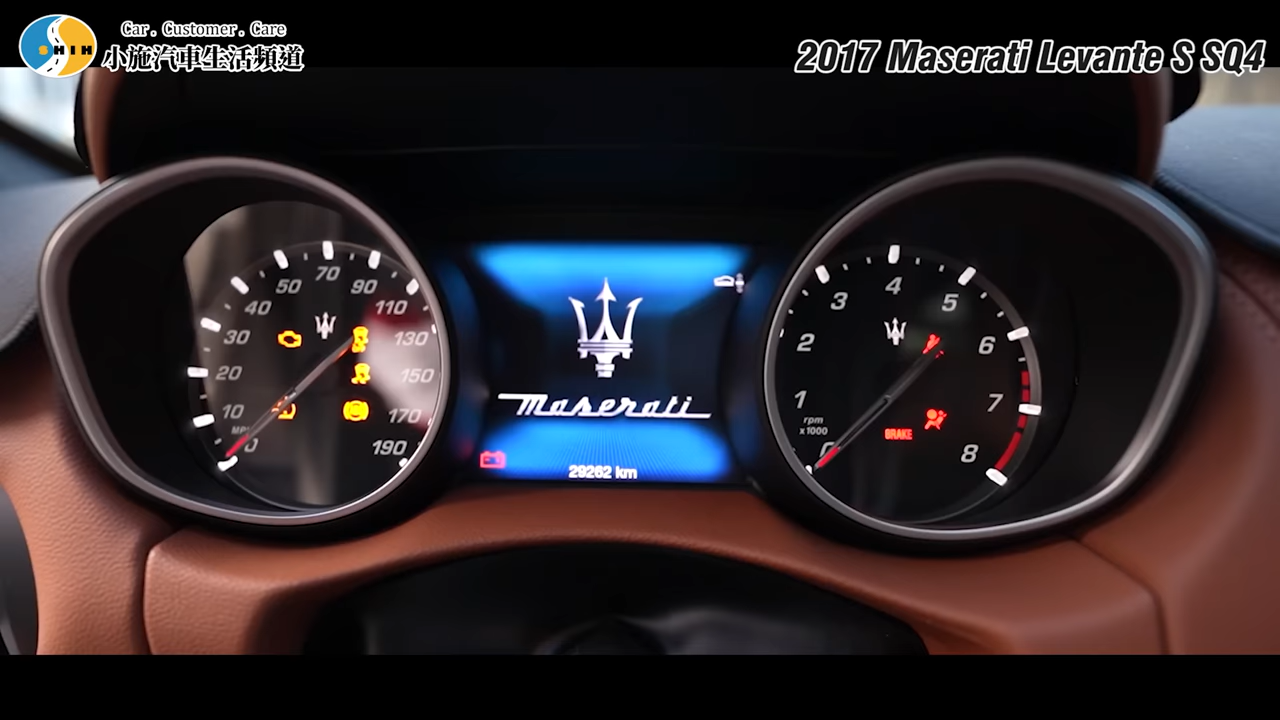 Car. Customer. Care
SHIH
小施汽車生活頻道
2017 Maserati Levante S SQ4
0
10
20
30
40
50
70
90
110
130
150
170
190
Maserati
29262 km
1
2
3
4
5
6
7
8
rpm
x1000
BRAKE